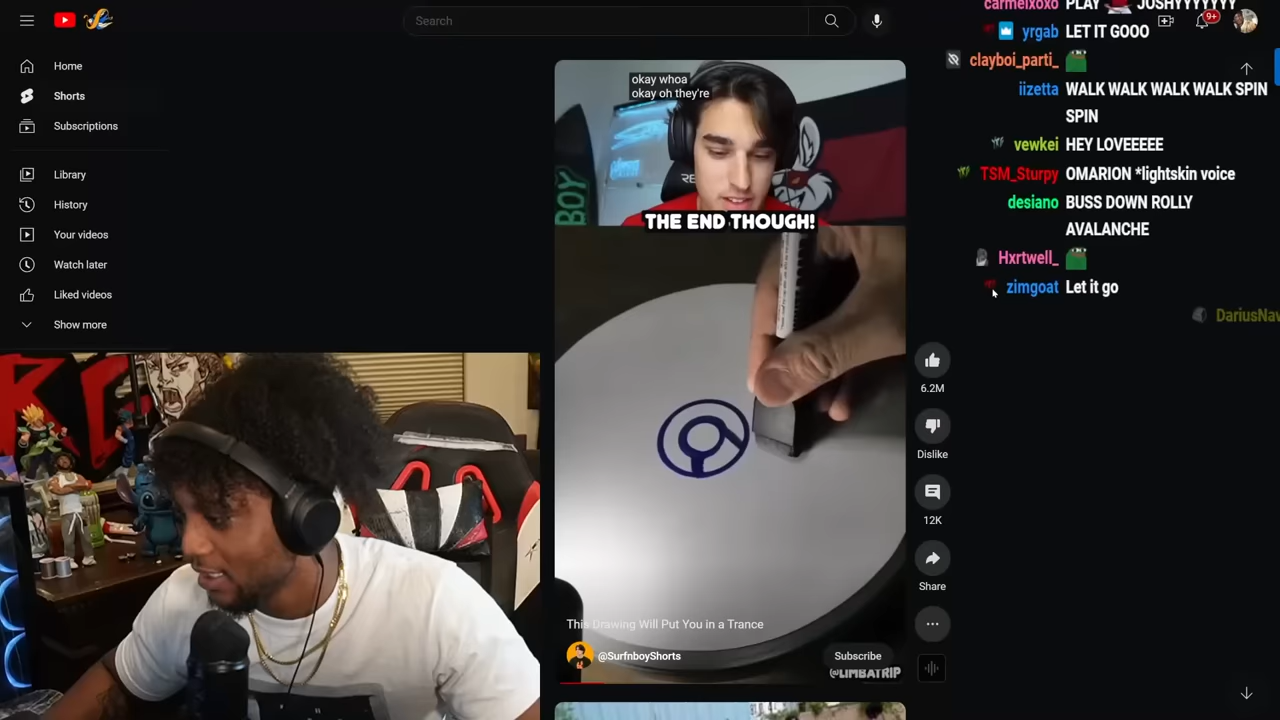 Search
9+
Home
Shorts
Subscriptions
Library
History
Your videos
Watch later
Liked videos
Show more
okay whoa
okay oh they're
BOY
THE END THOUGH!
This Drawing Will Put You in a Trance
@SurfnboyShorts
Subscribe
@LIMBATRIP
6.2M
Dislike
12K
Share
carmelxoxo PLAY JOSHYYYYYYY
yrgab LET IT GOOO
clayboi_parti_
iizetta WALK WALK WALK WALK SPIN
SPIN
vewkei HEY LOVEEEEE
TSM_Sturpy OMARION *lightskin voice
desiano BUSS DOWN ROLLY
AVALANCHE
Hxrtwell_
zimgoat Let it go
DariusNav